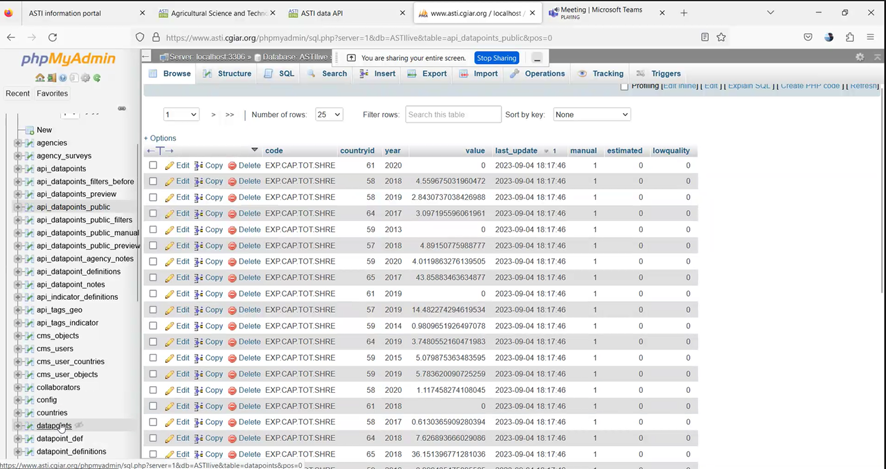 ASTI information portal × Agricultural Science and Technc × ASTI data API × www.asti.cgiar.org / localhost / × Meeting | Microsoft Teams ×
PLAYING
https://www.asti.cgiar.org/phpmyadmin/sql.php?server=1&db=ASTIlive&table=api_datapoints_public&pos=0
phpMyAdmin
Recent Favorites
New
agencies
agency_surveys
api_datapoints
api_datapoints_filters_before
api_datapoints_preview
api_datapoints_public
api_datapoints_public_filters
api_datapoints_public_manual
api_datapoints_public_preview
api_datapoint_agency_notes
api_datapoint_definitions
api_datapoint_notes
api_indicator_definitions
api_tags_geo
api_tags_indicator
cms_objects
cms_users
cms_user_countries
cms_user_objects
collaborators
config
countries
datapoints
datapoint_def
datapoint_definitions
Server: localhost:3306 » Database: ASTIlive
You are sharing your entire screen. Stop Sharing
Browse Structure SQL Search Insert Export Import Operations Tracking Triggers
Profiling [Edit inline] [ Edit ] [ Explain SQL ] [ Create PHP code ] [ Refresh]
1 > >> Number of rows: 25 Filter rows: Search this table Sort by key: None
+ Options
code countryid year value last_update 1 manual estimated lowquality
Edit Copy Delete EXP.CAP.TOT.SHRE 61 2020 0 2023-09-04 18:17:46 1 0 0
Edit Copy Delete EXP.CAP.TOT.SHRE 58 2018 4.559675031960472 2023-09-04 18:17:46 1 0 0
Edit Copy Delete EXP.CAP.TOT.SHRE 58 2019 2.8430737038426988 2023-09-04 18:17:46 1 0 0
Edit Copy Delete EXP.CAP.TOT.SHRE 64 2017 3.097195596061961 2023-09-04 18:17:46 1 0 0
Edit Copy Delete EXP.CAP.TOT.SHRE 59 2013 0 2023-09-04 18:17:46 1 0 0
Edit Copy Delete EXP.CAP.TOT.SHRE 57 2018 4.89150775988777 2023-09-04 18:17:46 1 0 0
Edit Copy Delete EXP.CAP.TOT.SHRE 59 2020 4.0119863276139505 2023-09-04 18:17:46 1 0 0
Edit Copy Delete EXP.CAP.TOT.SHRE 65 2017 43.85883463634877 2023-09-04 18:17:46 1 0 0
Edit Copy Delete EXP.CAP.TOT.SHRE 61 2019 0 2023-09-04 18:17:46 1 0 0
Edit Copy Delete EXP.CAP.TOT.SHRE 57 2019 14.482274294619534 2023-09-04 18:17:46 1 0 0
Edit Copy Delete EXP.CAP.TOT.SHRE 59 2014 0.9809651926497078 2023-09-04 18:17:46 1 0 0
Edit Copy Delete EXP.CAP.TOT.SHRE 64 2019 3.7480552160471983 2023-09-04 18:17:46 1 0 0
Edit Copy Delete EXP.CAP.TOT.SHRE 59 2015 5.079875363483595 2023-09-04 18:17:46 1 0 0
Edit Copy Delete EXP.CAP.TOT.SHRE 59 2019 5.783620090725259 2023-09-04 18:17:46 1 0 0
Edit Copy Delete EXP.CAP.TOT.SHRE 58 2020 1.117458274108045 2023-09-04 18:17:46 1 0 0
Edit Copy Delete EXP.CAP.TOT.SHRE 61 2018 0 2023-09-04 18:17:46 1 0 0
Edit Copy Delete EXP.CAP.TOT.SHRE 58 2017 0.6130365909280394 2023-09-04 18:17:46 1 0 0
Edit Copy Delete EXP.CAP.TOT.SHRE 64 2018 7.626893666029086 2023-09-04 18:17:46 1 0 0
Edit Copy Delete EXP.CAP.TOT.SHRE 65 2018 36.151396771281036 2023-09-04 18:17:46 1 0 0
https://www.asti.cgiar.org/phpmyadmin/sql.php?server=1&db=ASTIlive&table=datapoints&pos=0